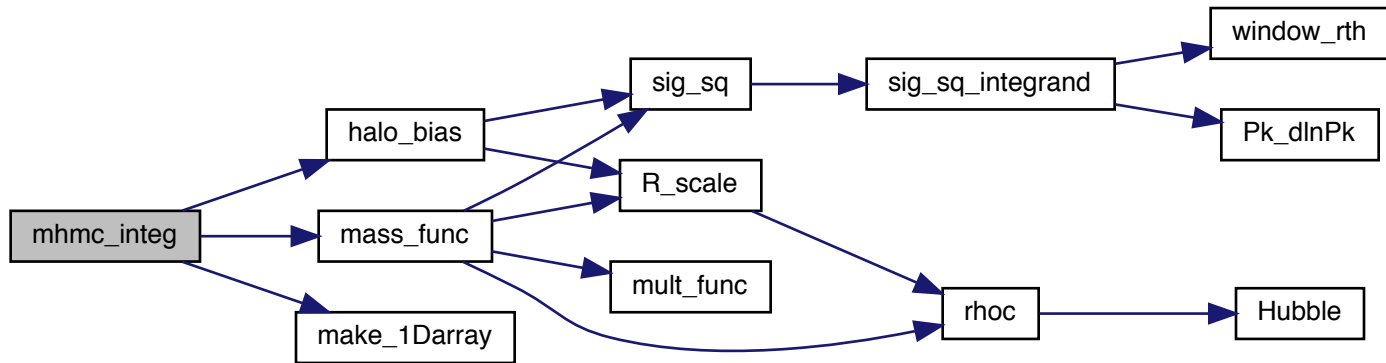 window_rth
sig_sq
sig_sq_integrand
halo_bias
Pk_dlnPk
R_scale
mhmc_integ
mass_func
mult_func
rhoc
Hubble
make_1Darray